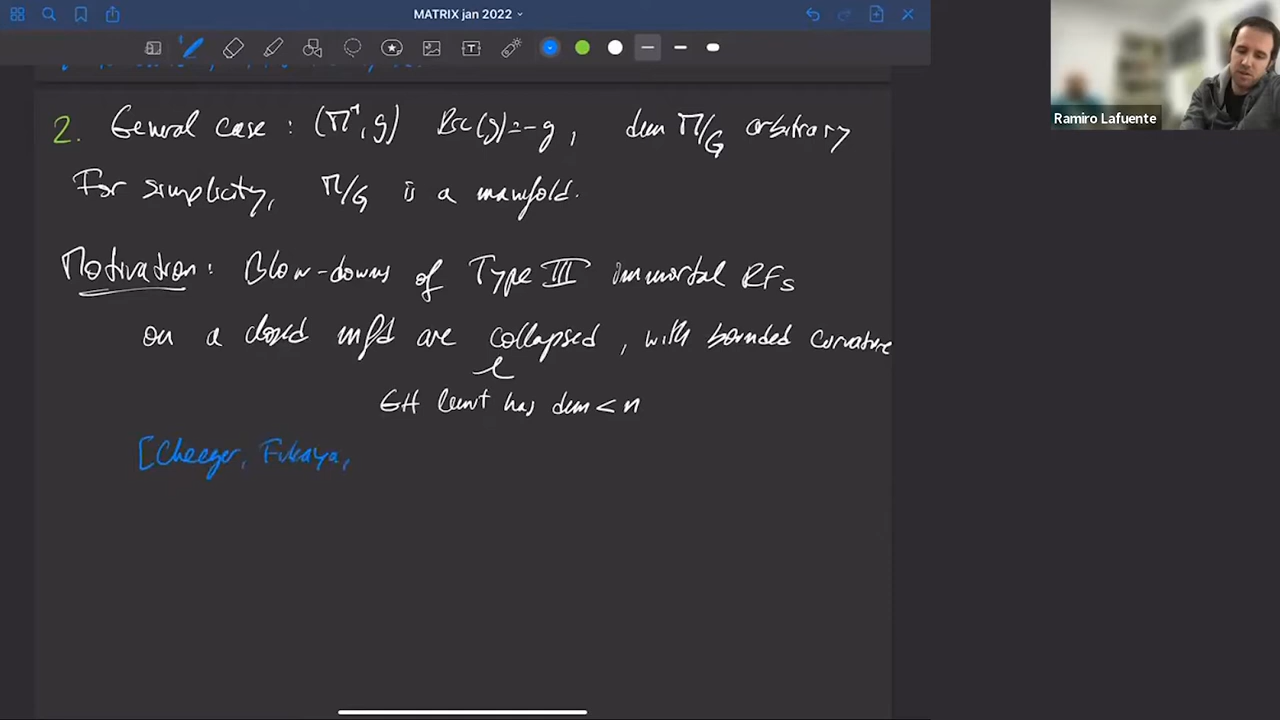 MATRIX jan 2022
Ramiro Lafuente
2. General case : (M^n, g) Ric(g) = -g, dim M/G arbitrary
For simplicity, M/G is a manifold.
Motivation: Blow-downs of Type III immortal RFs
on a closed mfd are collapsed, with bounded curvature
GH limit has dim < n
[Cheeger, Fukaya,